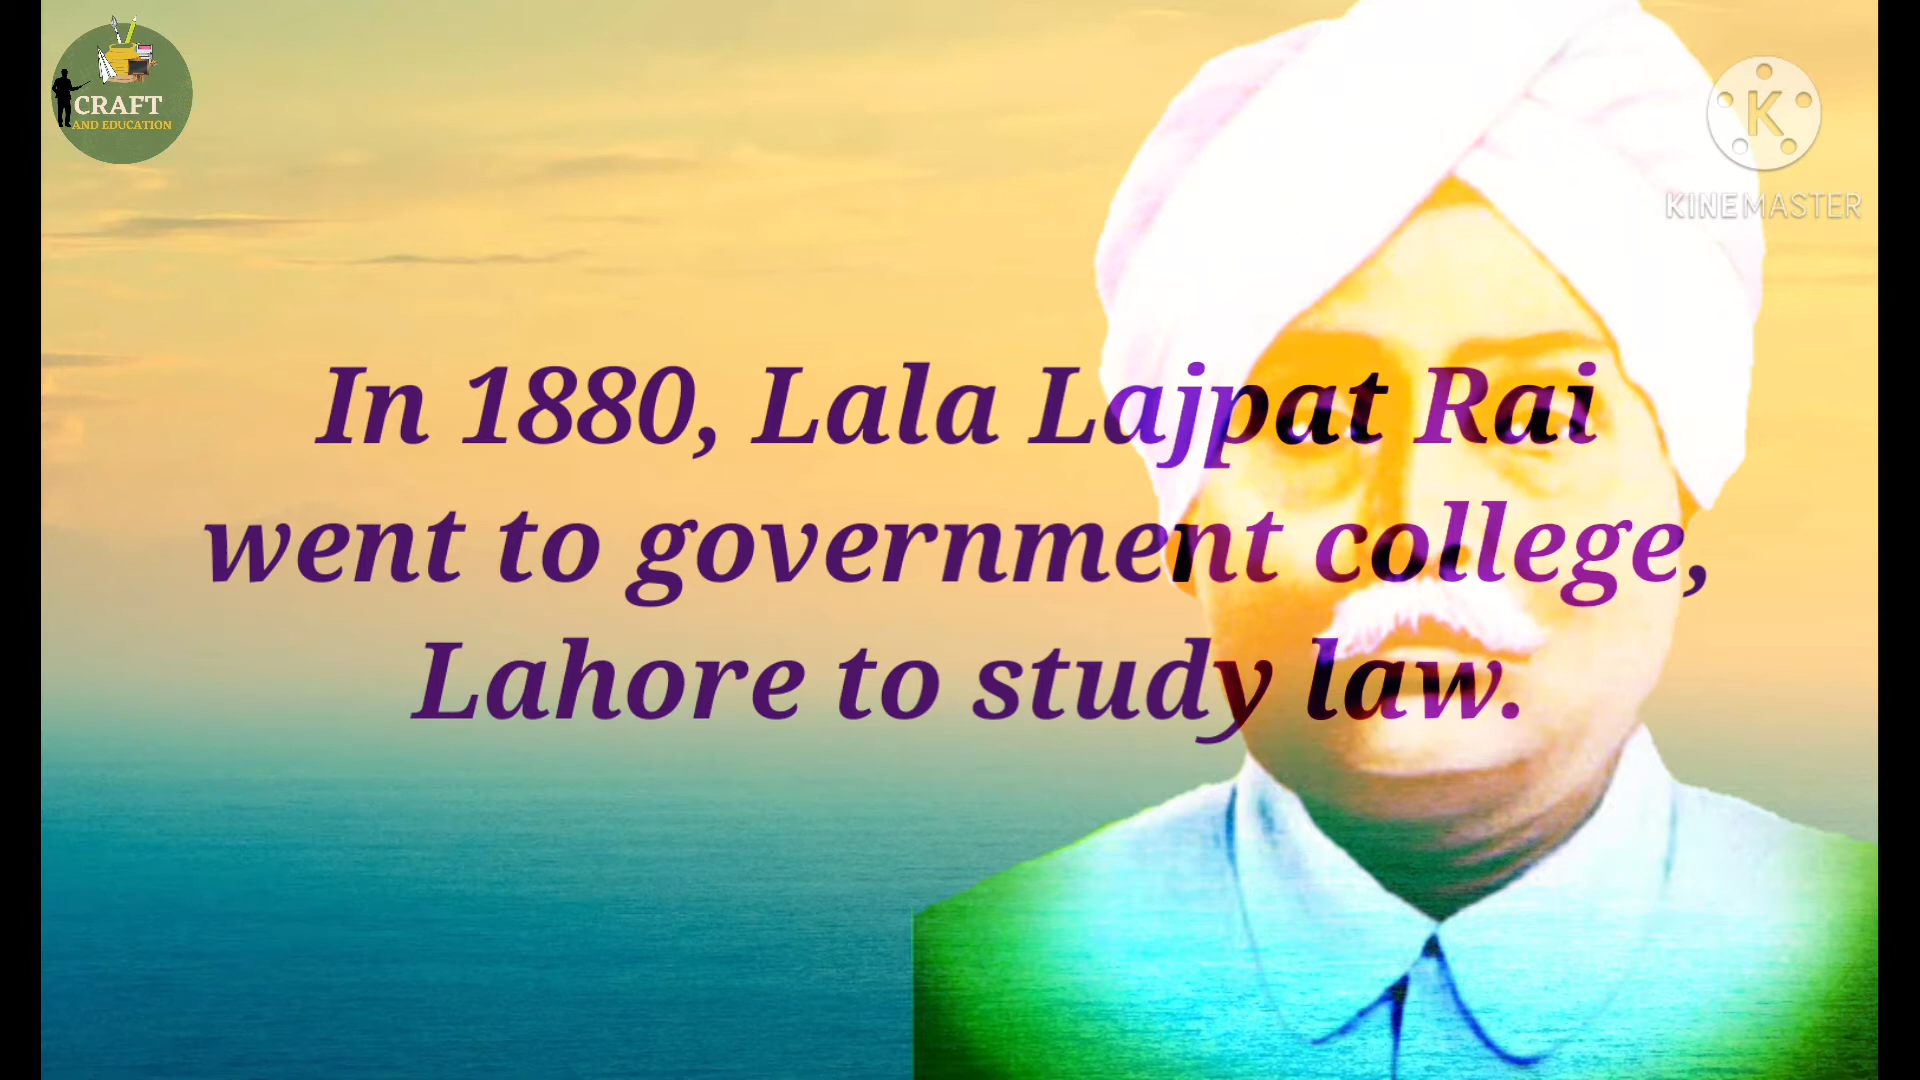 CRAFT
AND EDUCATION
K
KINEMASTER
In 1880, Lala Lajpat Rai
went to government college,
Lahore to study law.